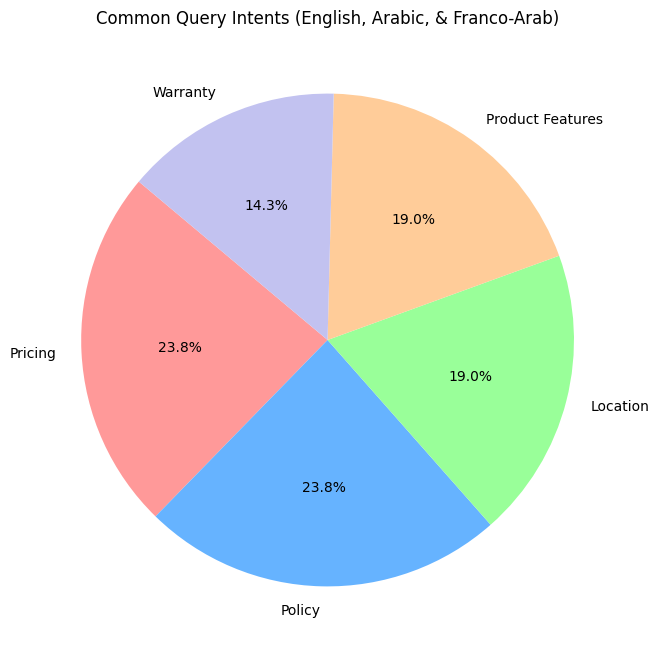 Common Query Intents (English, Arabic, & Franco-Arab)
Warranty
Product Features
14.3%
19.0%
Pricing
23.8%
19.0%
Location
23.8%
Policy